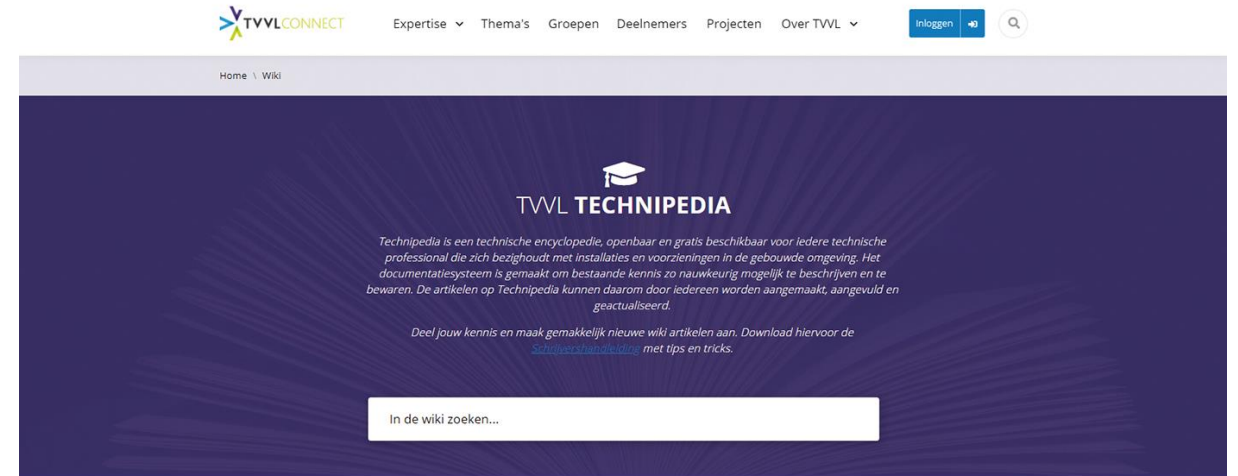 TVVLCONNECT
Expertise Thema's Groepen Deelnemers Projecten Over TVVL Inloggen
Home \ Wiki
TVVL TECHNIPEDIA
Technipedia is een technische encyclopedie, openbaar en gratis beschikbaar voor iedere technische
professional die zich bezighoudt met installaties en voorzieningen in de gebouwde omgeving. Het
documentatiesysteem is gemaakt om bestaande kennis zo nauwkeurig mogelijk te beschrijven en te
bewaren. De artikelen op Technipedia kunnen daarom door iedereen worden aangemaakt, aangevuld en
geactualiseerd.
Deel jouw kennis en maak gemakkelijk nieuwe wiki artikelen aan. Download hiervoor de
Schrijvershandleiding met tips en tricks.
In de wiki zoeken...